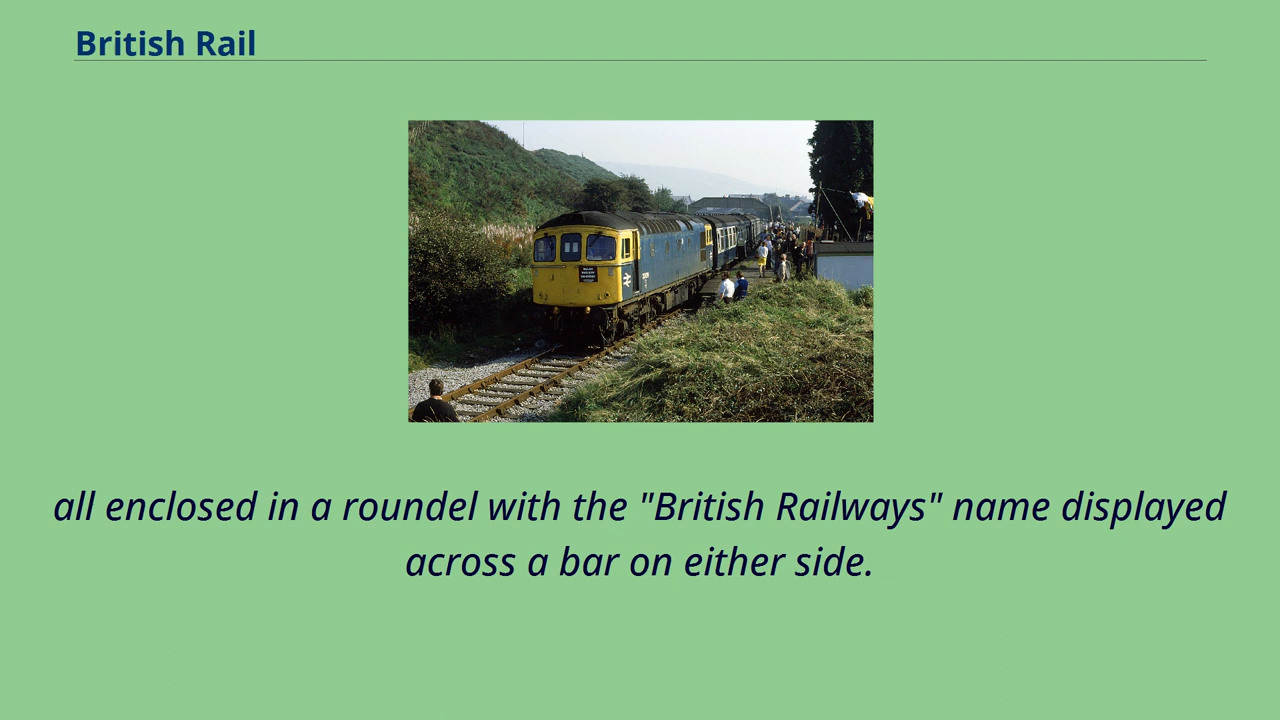 British Rail
all enclosed in a roundel with the "British Railways" name displayed
across a bar on either side.